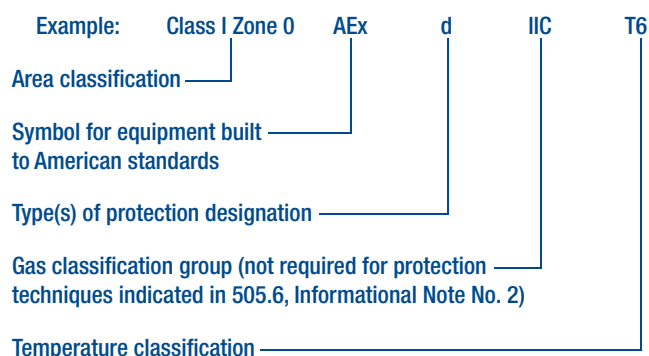 Example: Class I Zone 0 AEx d IIC T6
Area classification
Symbol for equipment built
to American standards
Type(s) of protection designation
Gas classification group (not required for protection
techniques indicated in 505.6, Informational Note No. 2)
Temperature classification